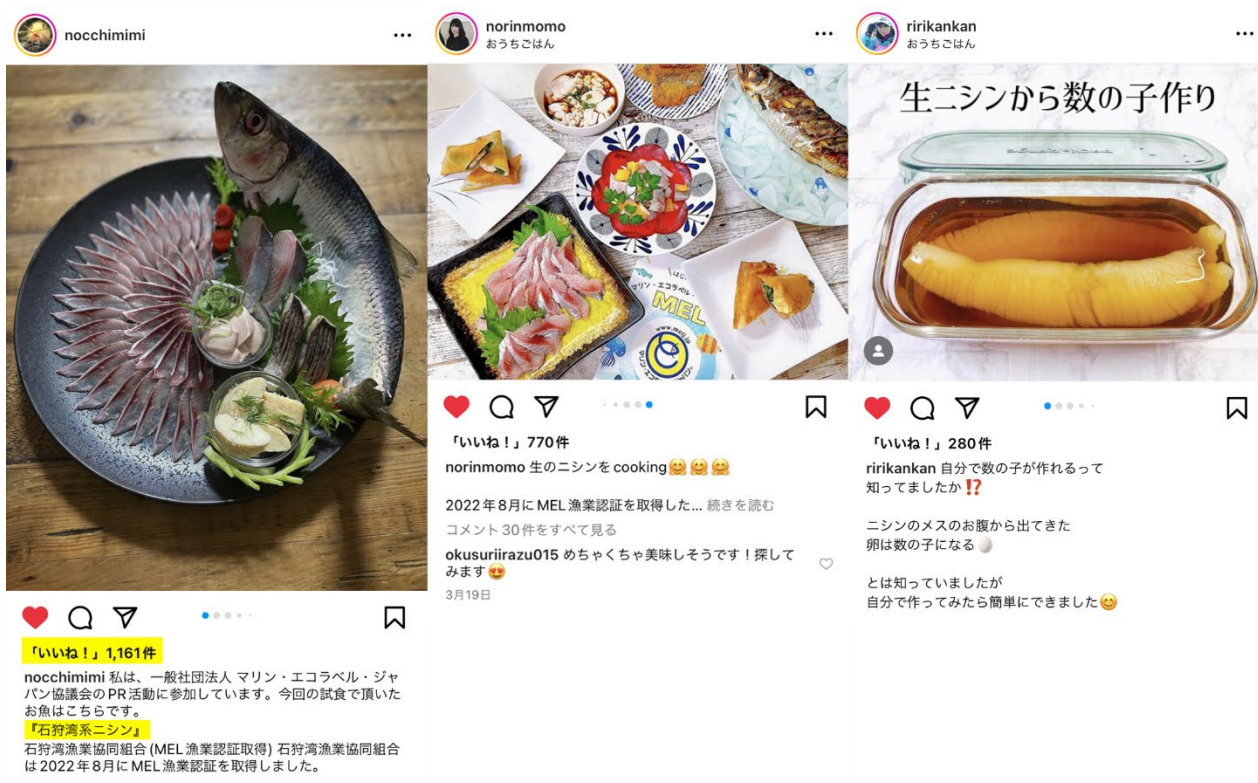 nocchimimi
「いいね！」1,161件
nocchimimi 私は、一般社団法人 マリン・エコラベル・ジャ
パン協議会のPR活動に参加しています。今回の試食で頂いた
お魚はこちらです。
『石狩湾系ニシン』
石狩湾漁業協同組合(MEL漁業認証取得) 石狩湾漁業協同組合
は2022年8月にMEL漁業認証を取得しました。
norinmomo
おうちごはん
マリン・エコラベル・
MEL
www.melj.jp
「いいね！」770件
norinmomo 生のニシンをcooking🤗🤗🤗
2022年8月にMEL漁業認証を取得した... 続きを読む
コメント30件をすべて見る
okusuriirazu015 めちゃくちゃ美味しそうです！探して
みます😍
3月19日
ririkankan
おうちごはん
生ニシンから数の子作り
「いいね！」280件
ririkankan 自分で数の子が作れるって
知ってましたか⁉️
ニシンのメスのお腹から出てきた
卵は数の子になる🥚
とは知っていましたが
自分で作ってみたら簡単にできました😊